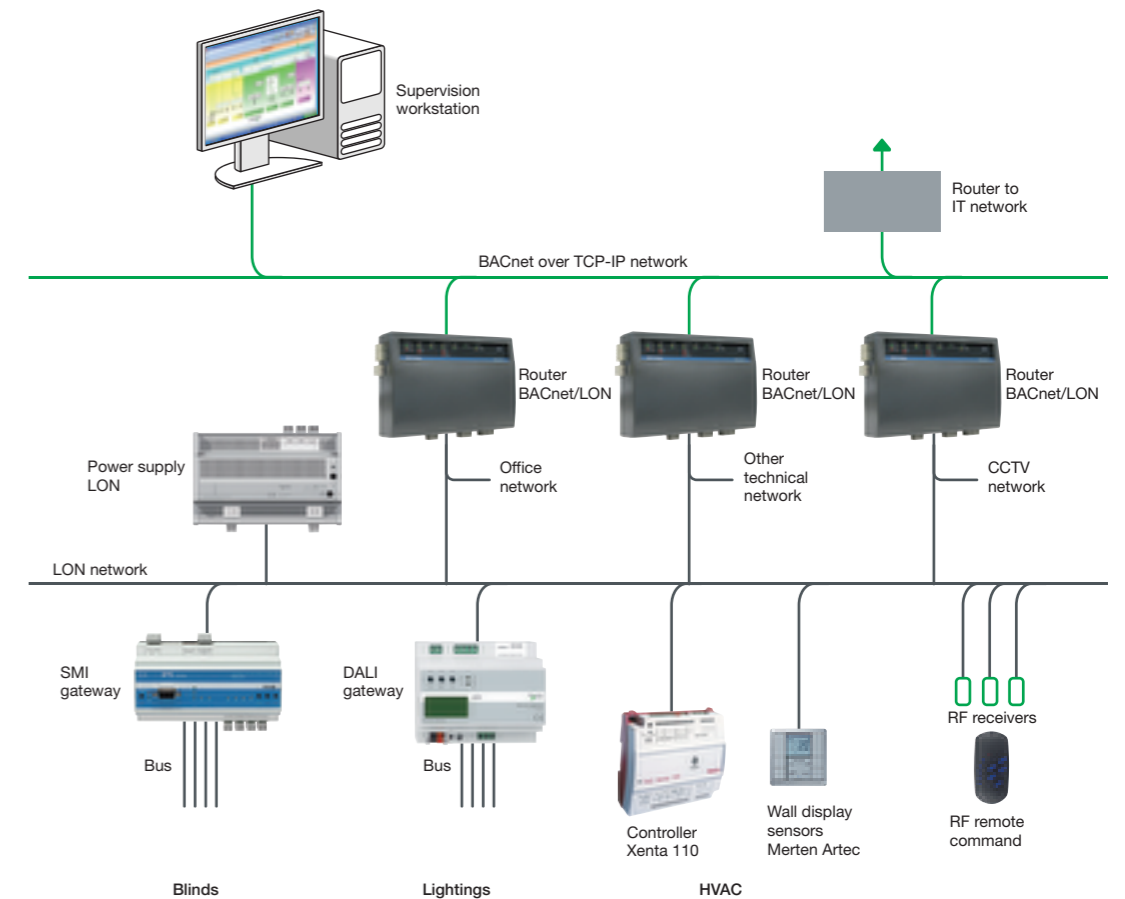 Supervision
workstation
Router to
IT network
BACnet over TCP-IP network
Router
BACnet/LON
Router
BACnet/LON
Router
BACnet/LON
Power supply
LON
Office
network
Other
technical
network
CCTV
network
LON network
SMI
gateway
Bus
DALI
gateway
Bus
Controller
Xenta 110
Wall display
sensors
Merten Artec
RF receivers
RF remote
command
Blinds
Lightings
HVAC